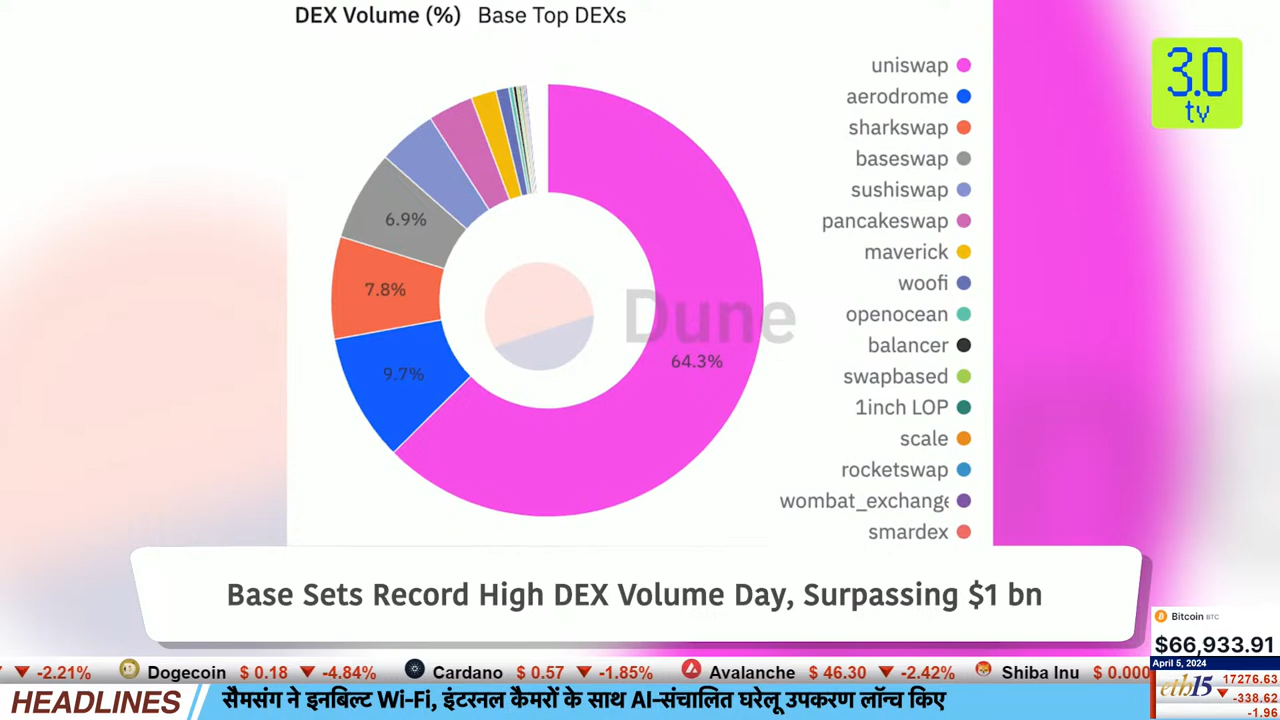 DEX Volume (%) Base Top DEXs
3.0
tv
uniswap
aerodrome
sharkswap
baseswap
sushiswap
pancakeswap
maverick
woofi
openocean
balancer
swapbased
1inch LOP
scale
rocketswap
wombat_exchange
smardex
6.9%
7.8%
9.7%
64.3%
Dune
Base Sets Record High DEX Volume Day, Surpassing $1 bn
Bitcoin BTC
$66,933.91
April 5, 2024
-2.21% Dogecoin $ 0.18 -4.84% Cardano $ 0.57 -1.85% Avalanche $ 46.30 -2.42% Shiba Inu $ 0.000
eth15 17276.63
-338.62
-1.96
HEADLINES सैमसंग ने इनबिल्ट Wi-Fi, इंटरनल कैमरों के साथ AI-संचालित घरेलू उपकरण लॉन्च किए